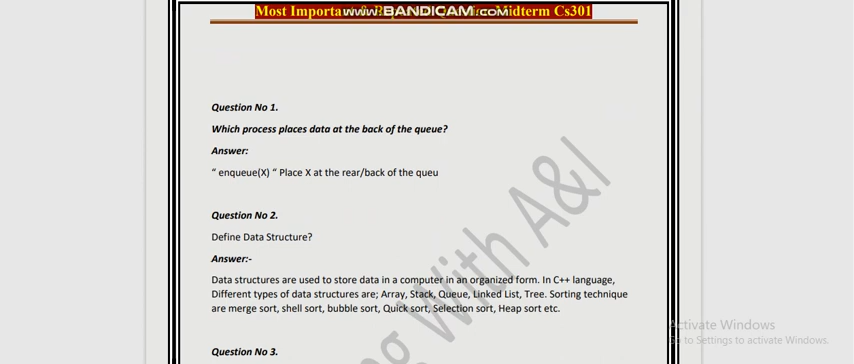 Most Importa
www.BANDICAM.com
Midterm Cs301
Question No 1.
Which process places data at the back of the queue?
Answer:
“ enqueue(X) “ Place X at the rear/back of the queu
Question No 2.
Define Data Structure?
Answer:-
Data structures are used to store data in a computer in an organized form. In C++ language,
Different types of data structures are; Array, Stack, Queue, Linked List, Tree. Sorting technique
are merge sort, shell sort, bubble sort, Quick sort, Selection sort, Heap sort etc.
Question No 3.
With A&I
Activate Windows
Go to Settings to activate Windows.